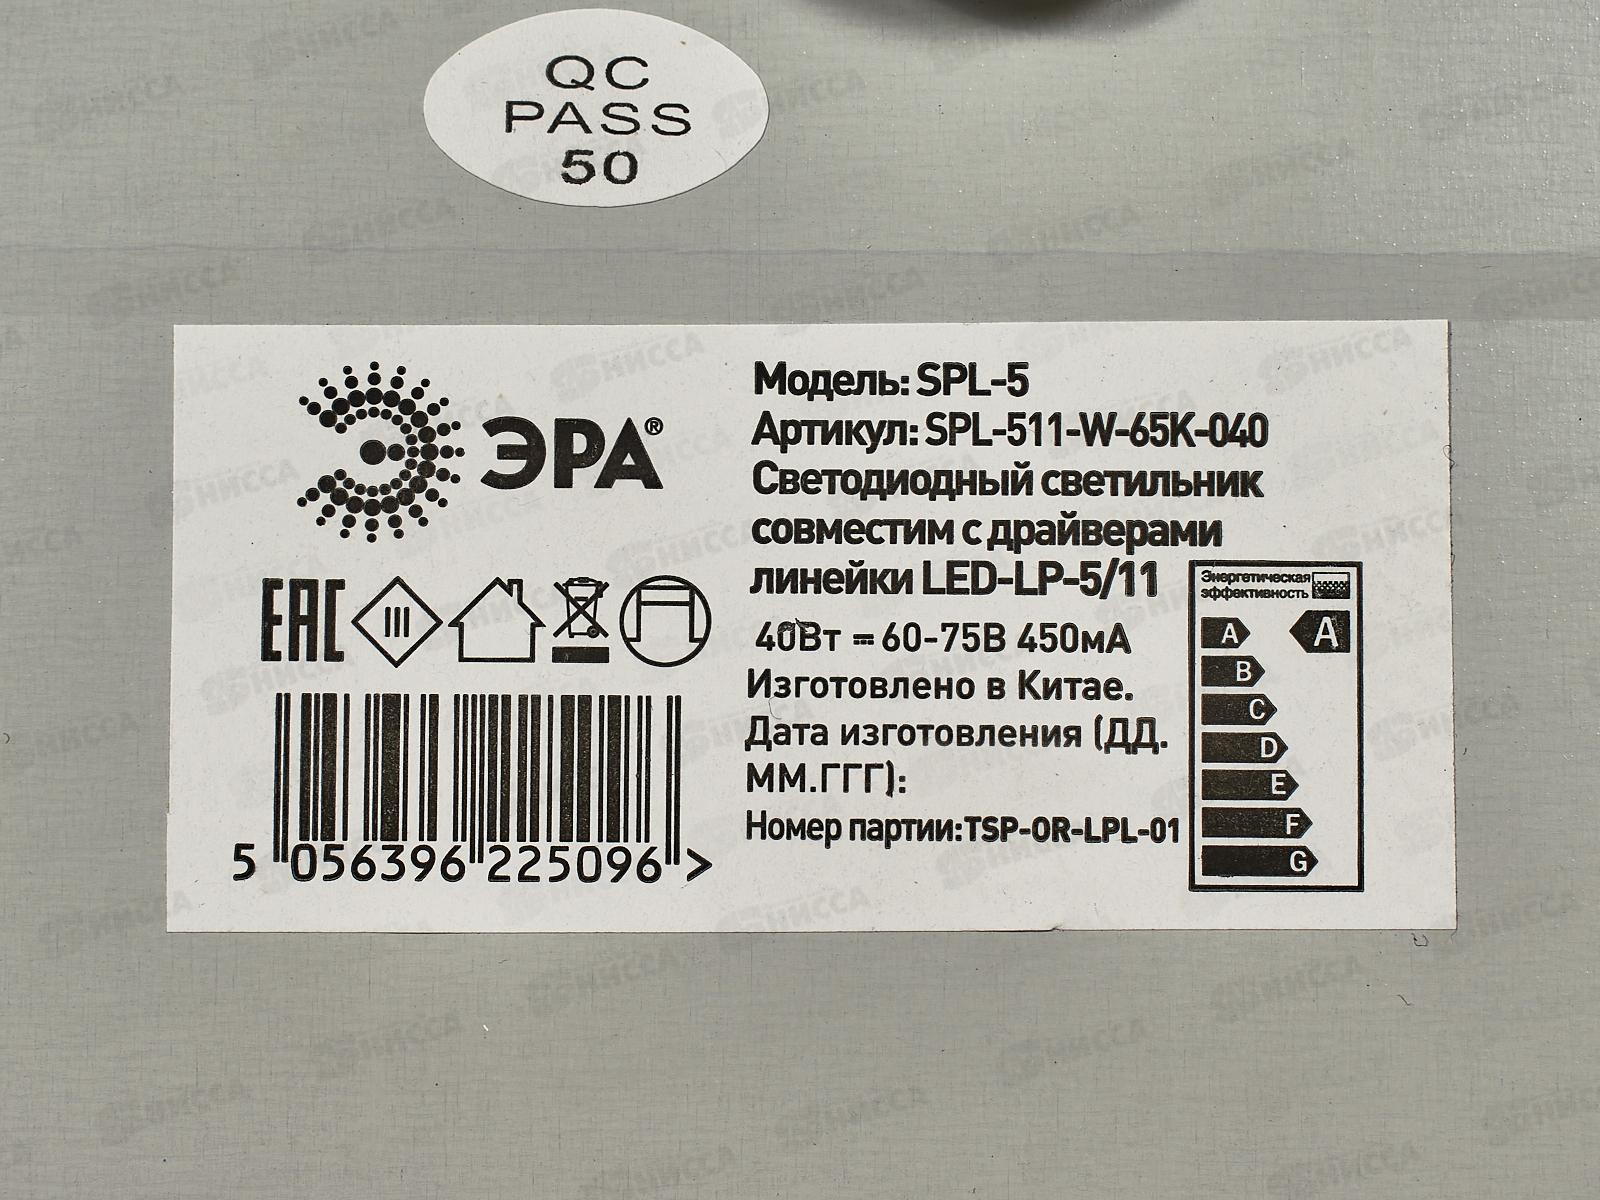 QC
PASS
50
ЭРА®
EAC
III
5 056396 225096 >
Модель: SPL-5
Артикул: SPL-511-W-65K-040
Светодиодный светильник
совместим с драйверами
линейки LED-LP-5/11
40Вт = 60-75В 450мА
Изготовлено в Китае.
Дата изготовления (ДД.
ММ.ГГГ):
Номер партии:TSP-OR-LPL-01
Энергетическая
эффективность
A A
B
C
D
E
F
G
НИССА